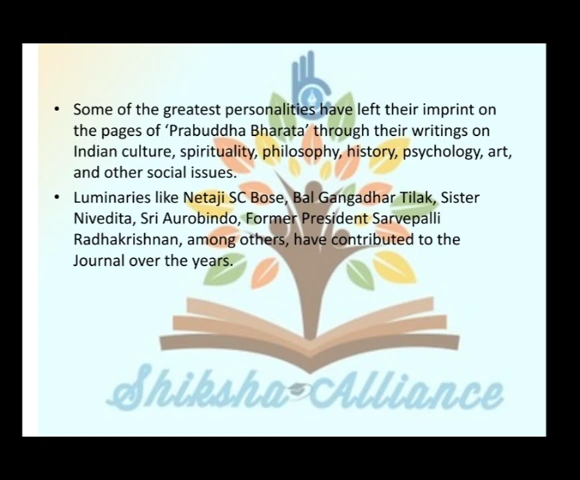 • Some of the greatest personalities have left their imprint on
the pages of ‘Prabuddha Bharata’ through their writings on
Indian culture, spirituality, philosophy, history, psychology, art,
and other social issues.
• Luminaries like Netaji SC Bose, Bal Gangadhar Tilak, Sister
Nivedita, Sri Aurobindo, Former President Sarvepalli
Radhakrishnan, among others, have contributed to the
Journal over the years.
Shiksha Alliance